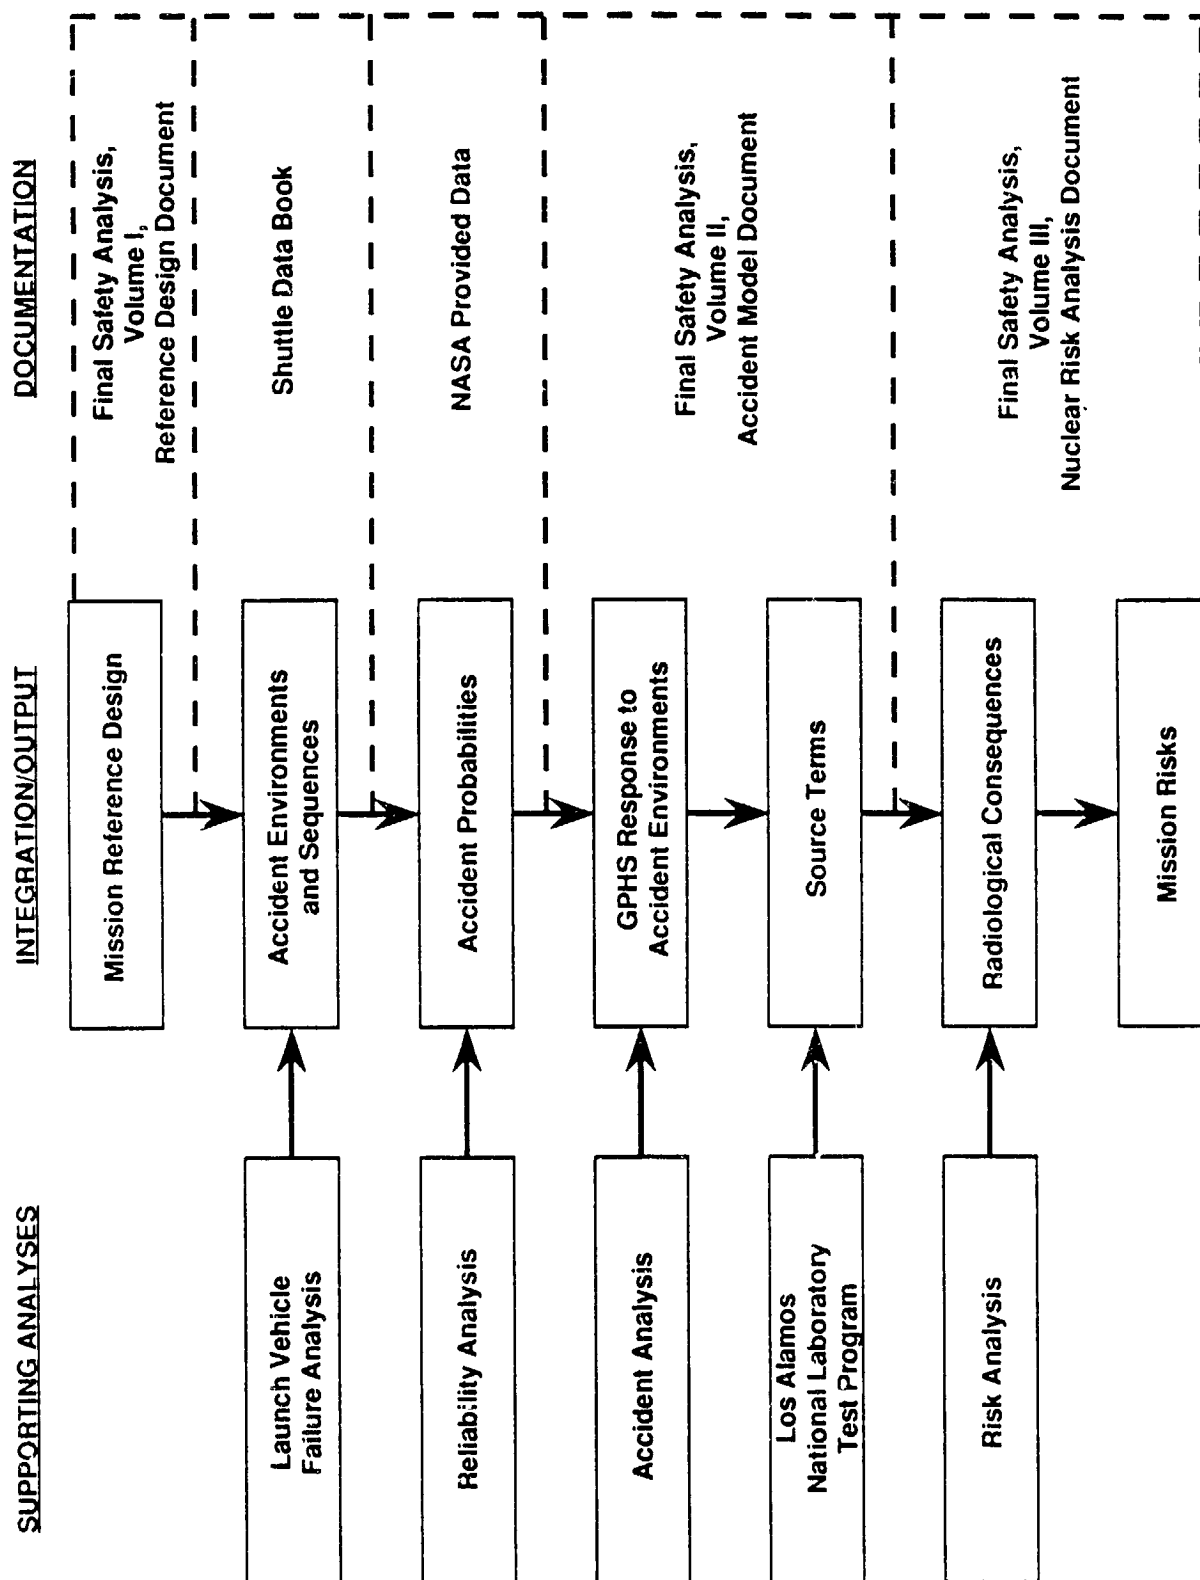 SUPPORTING ANALYSES
INTEGRATION/OUTPUT
DOCUMENTATION
Mission Reference Design
Final Safety Analysis,
Volume I,
Reference Design Document
Launch Vehicle
Failure Analysis
Accident Environments
and Sequences
Shuttle Data Book
Reliability Analysis
Accident Probabilities
NASA Provided Data
Accident Analysis
GPHS Response to
Accident Environments
Final Safety Analysis,
Volume II,
Accident Model Document
Los Alamos
National Laboratory
Test Program
Source Terms
Risk Analysis
Radiological Consequences
Final Safety Analysis,
Volume III,
Nuclear Risk Analysis Document
Mission Risks